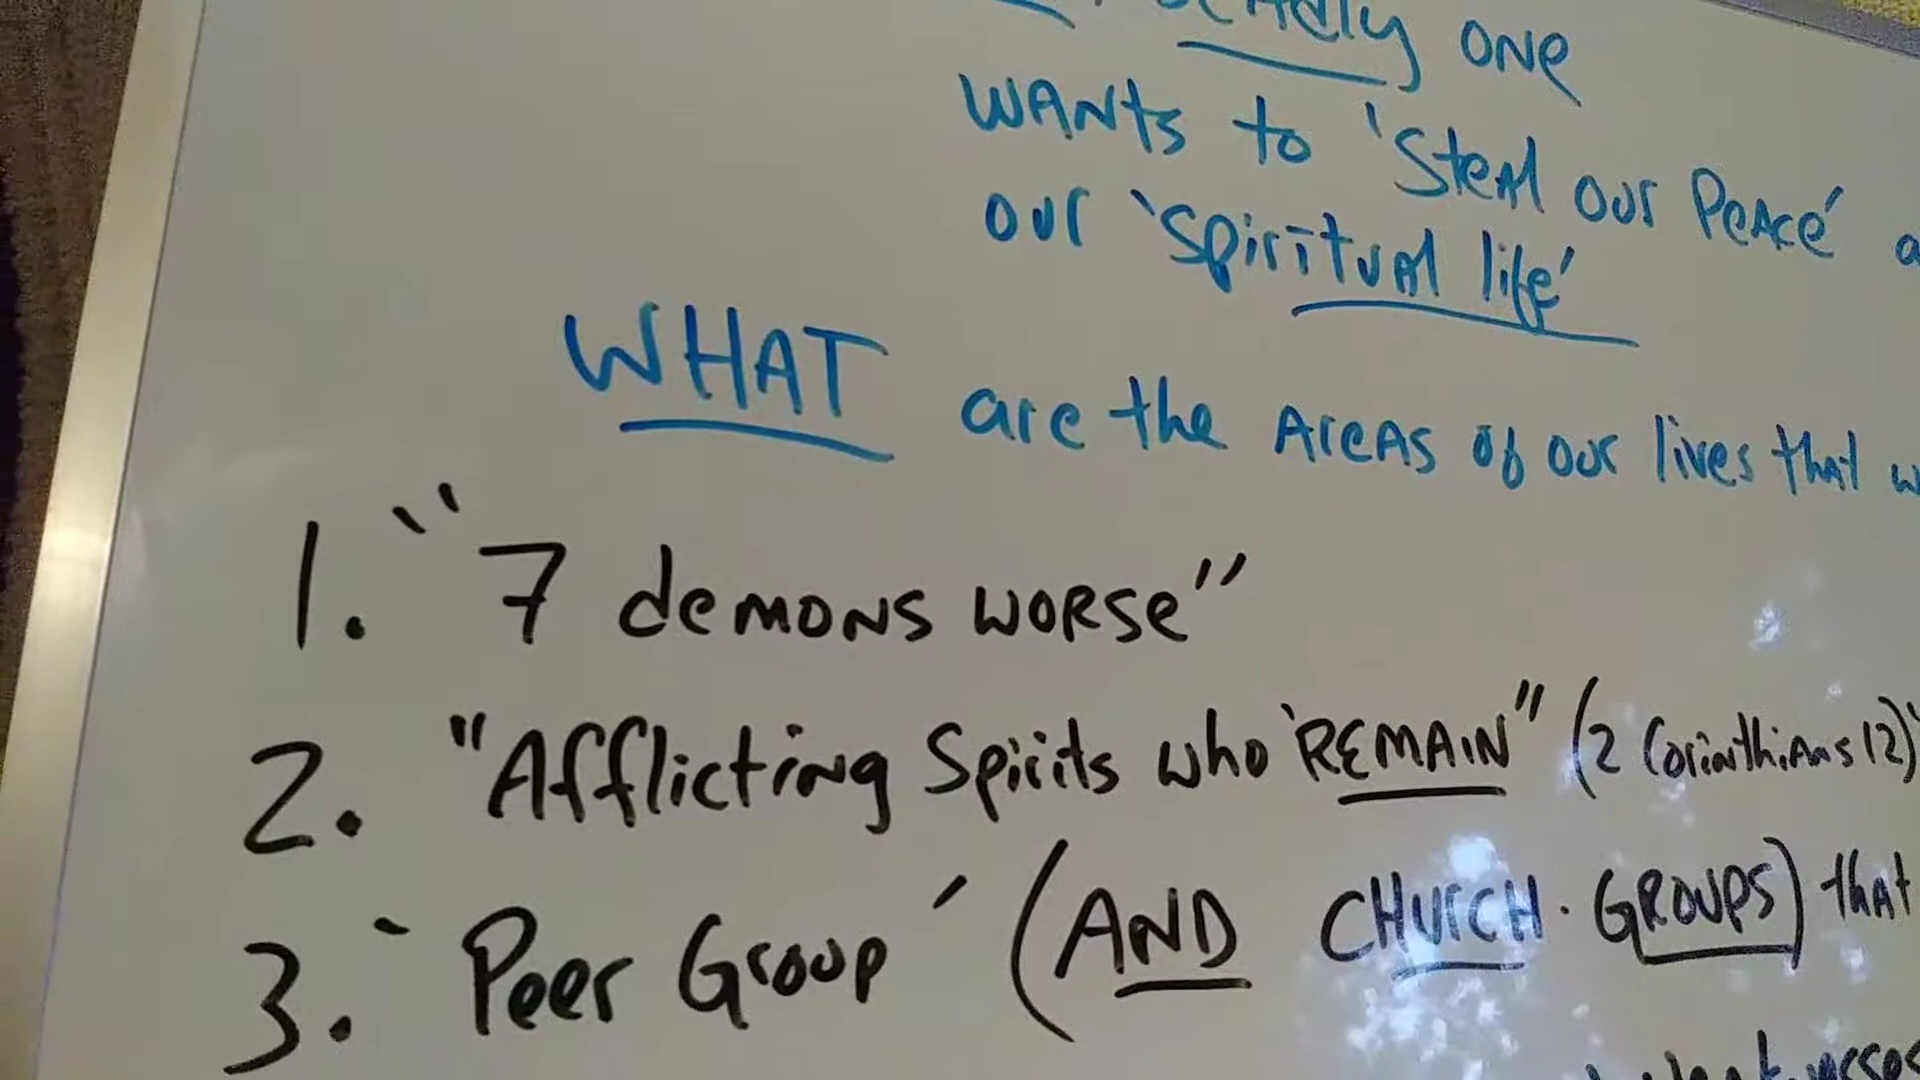 Deadly ONe
WANts to 'Steal our Peace'
our 'Spiritual life'
WHAT are the AreAs of our lives that
1. "7 demons worse"
2. "Afflicting Spirits who 'REMAIN" (2 Corinthians 12)"
3. 'Peer Group' (AND CHUrCH. GROUPS) that